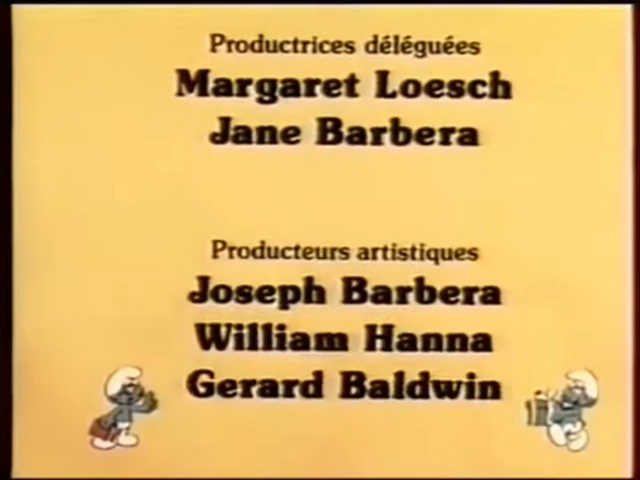 Productrices déléguées
Margaret Loesch
Jane Barbera
Producteurs artistiques
Joseph Barbera
William Hanna
Gerard Baldwin